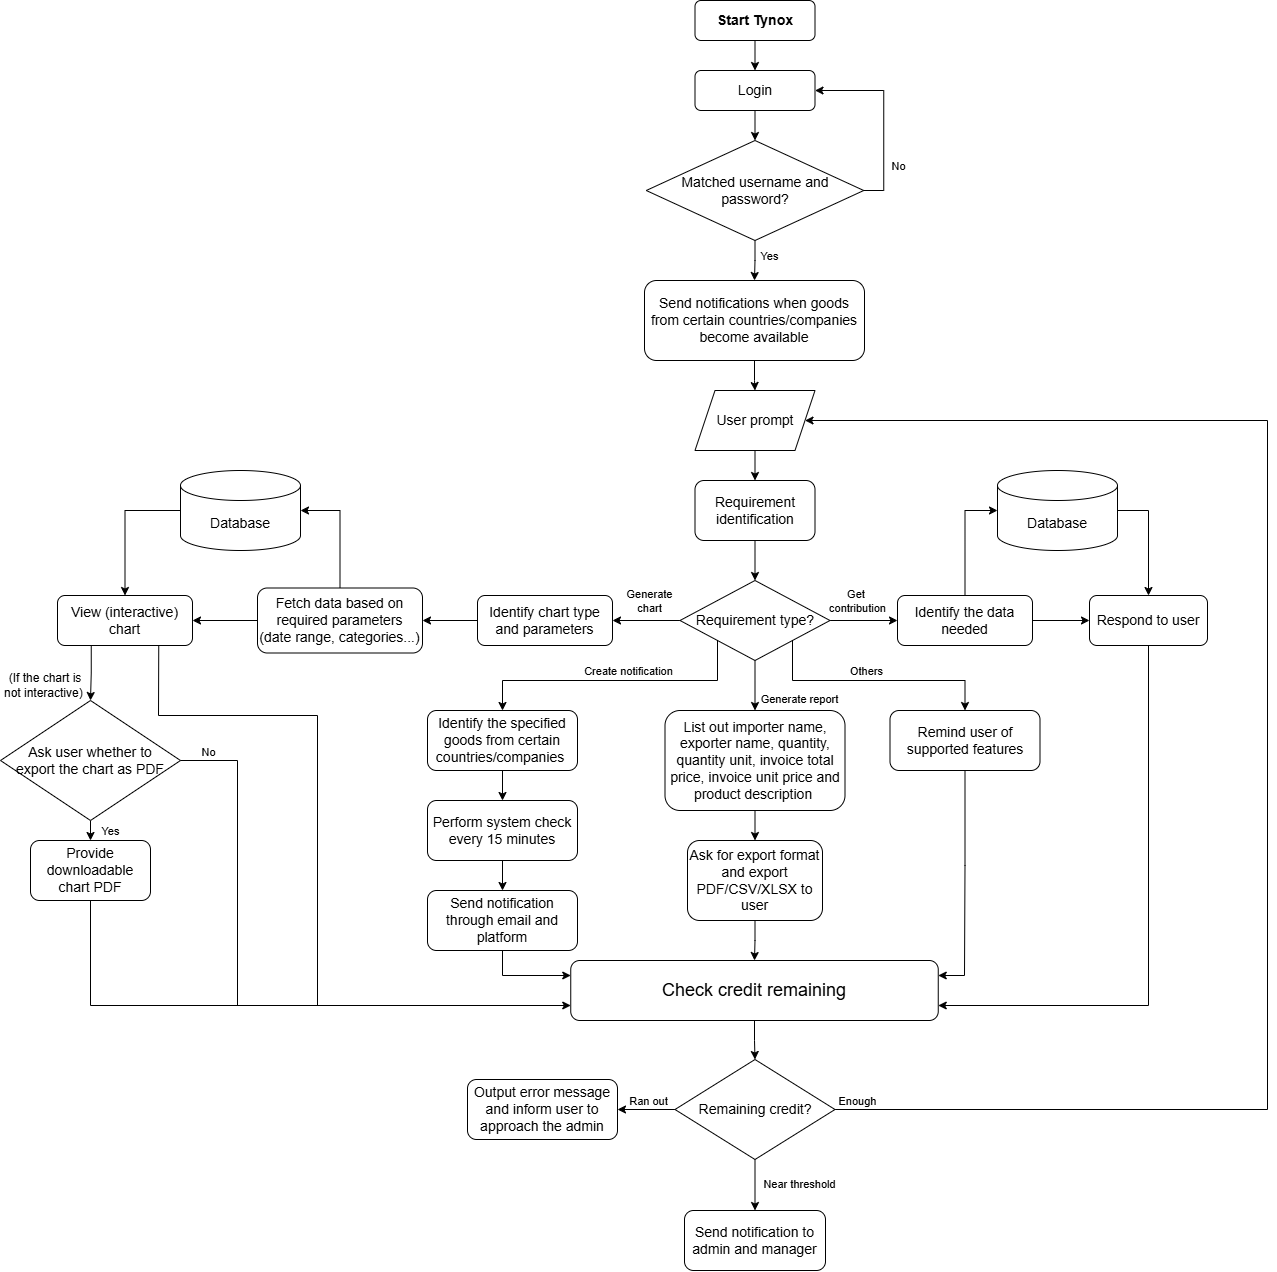 Start Tynox
Login
No
Matched username and
password?
Yes
Send notifications when goods
from certain countries/companies
become available
User prompt
Requirement
identification
Database
Database
Generate
chart
Get
contribution
View (interactive)
chart
Fetch data based on
required parameters
(date range, categories...)
Identify chart type
and parameters
Requirement type?
Identify the data
needed
Respond to user
Create notification
Others
(If the chart is
not interactive)
Generate report
Identify the specified
goods from certain
countries/companies
List out importer name,
exporter name, quantity,
quantity unit, invoice total
price, invoice unit price and
product description
Remind user of
supported features
Ask user whether to
export the chart as PDF
No
Yes
Perform system check
every 15 minutes
Provide
downloadable
chart PDF
Ask for export format
and export
PDF/CSV/XLSX to
user
Send notification
through email and
platform
Check credit remaining
Output error message
and inform user to
approach the admin
Ran out
Remaining credit?
Enough
Near threshold
Send notification to
admin and manager